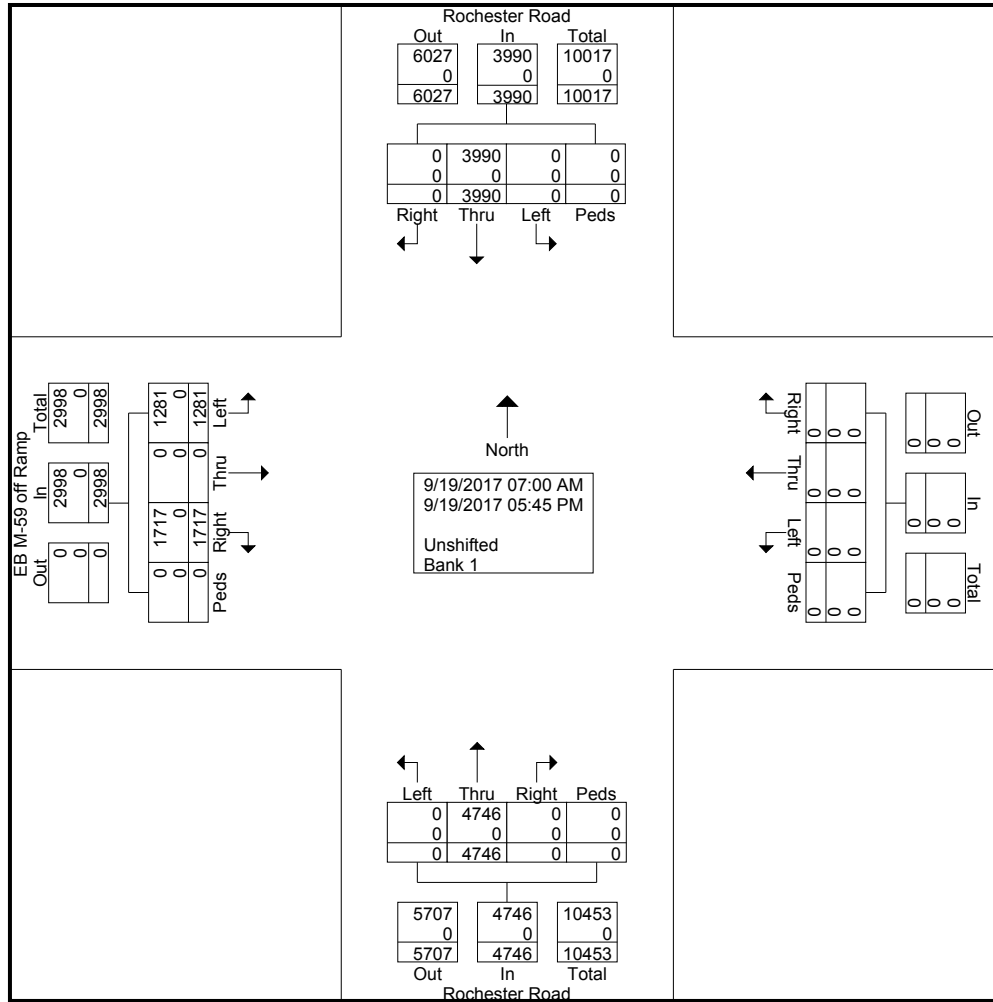 Rochester Road
Out In Total
6027 3990 10017
0 0 0
6027 3990 10017
0 3990 0 0
0 0 0 0
0 3990 0 0
Right Thru Left Peds
EB M-59 off Ramp
Total In Out
2998 2998 0
0 0 0
2998 2998 0
1281 0 1717 0
0 0 0 0
1281 0 1717 0
Left Thru Right Peds
North
9/19/2017 07:00 AM
9/19/2017 05:45 PM
Unshifted
Bank 1
Right Thru Left Peds
0 0 0 0
0 0 0 0
0 0 0 0
Out In Total
0 0 0
0 0 0
0 0 0
Left Thru Right Peds
0 4746 0 0
0 0 0 0
0 4746 0 0
5707 4746 10453
0 0 0
5707 4746 10453
Out In Total
Rochester Road